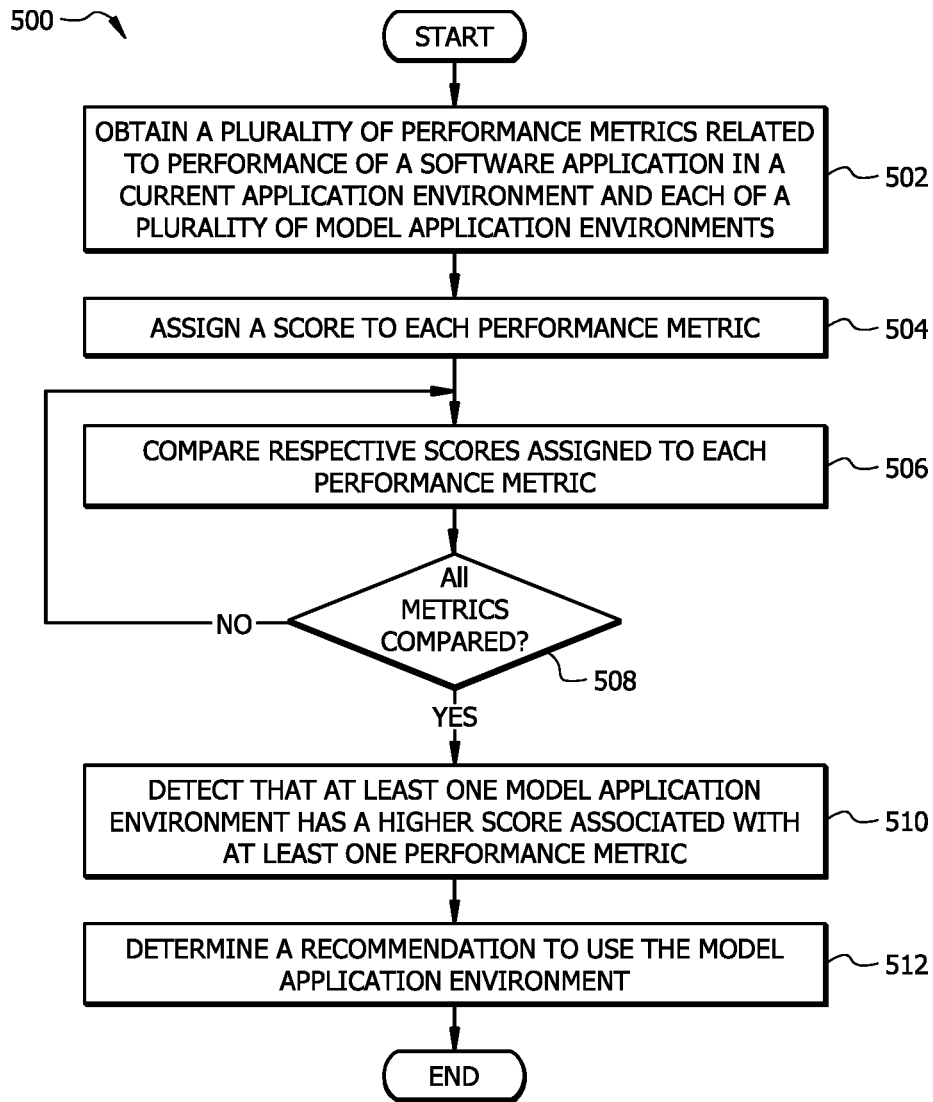 500
START
OBTAIN A PLURALITY OF PERFORMANCE METRICS RELATED
TO PERFORMANCE OF A SOFTWARE APPLICATION IN A
CURRENT APPLICATION ENVIRONMENT AND EACH OF A
PLURALITY OF MODEL APPLICATION ENVIRONMENTS
502
ASSIGN A SCORE TO EACH PERFORMANCE METRIC
504
COMPARE RESPECTIVE SCORES ASSIGNED TO EACH
PERFORMANCE METRIC
506
All
METRICS
COMPARED?
NO
508
YES
DETECT THAT AT LEAST ONE MODEL APPLICATION
ENVIRONMENT HAS A HIGHER SCORE ASSOCIATED WITH
AT LEAST ONE PERFORMANCE METRIC
510
DETERMINE A RECOMMENDATION TO USE THE MODEL
APPLICATION ENVIRONMENT
512
END